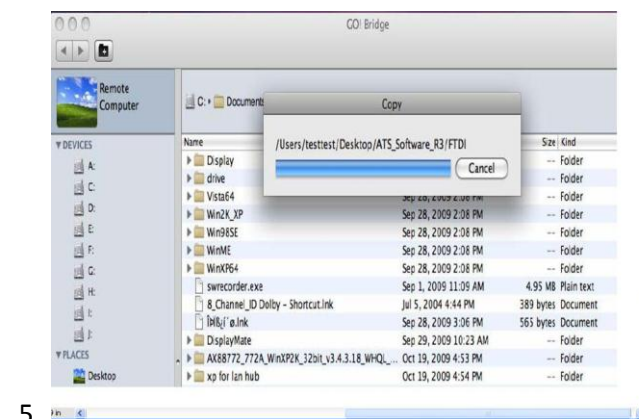 GO! Bridge
Remote
Computer
C: Documents
Copy
/Users/testtest/Desktop/ATS_Software_R3/FTDI
Cancel
DEVICES
A:
C:
D:
E:
F:
G:
H:
I:
J:
PLACES
Desktop
Name Size Kind
Display -- Folder
drive -- Folder
Vista64 Sep 28, 2009 2:08 PM -- Folder
Win2K_XP Sep 28, 2009 2:08 PM -- Folder
Win98SE Sep 28, 2009 2:08 PM -- Folder
WinME Sep 28, 2009 2:08 PM -- Folder
WinXP64 Sep 28, 2009 2:08 PM -- Folder
swrecorder.exe Sep 1, 2009 11:09 AM 4.95 MB Plain text
8_Channel_ID Dolby - Shortcut.lnk Jul 5, 2004 4:44 PM 389 bytes Document
Sep 28, 2009 3:06 PM 565 bytes Document
DisplayMate Sep 29, 2009 10:23 AM -- Folder
AX88772_772A_WinXP2K_32bit_v3.4.3.18_WHQL_... Oct 19, 2009 4:53 PM -- Folder
xp for lan hub Oct 19, 2009 4:54 PM -- Folder
5.